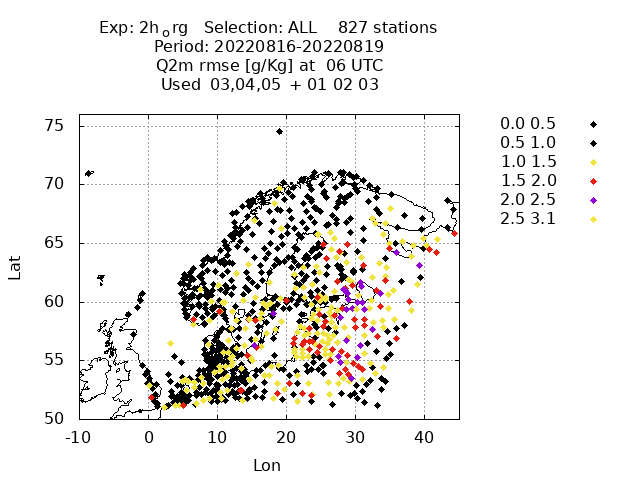 Exp: 2h o rg Selection: ALL 827 stations
Period: 20220816-20220819
Q2m rmse [g/Kg] at 06 UTC
Used 03,04,05 + 01 02 03
75
70
65
60
55
50
Lat
-10 0 10 20 30 40
Lon
0.0 0.5
0.5 1.0
1.0 1.5
1.5 2.0
2.0 2.5
2.5 3.1